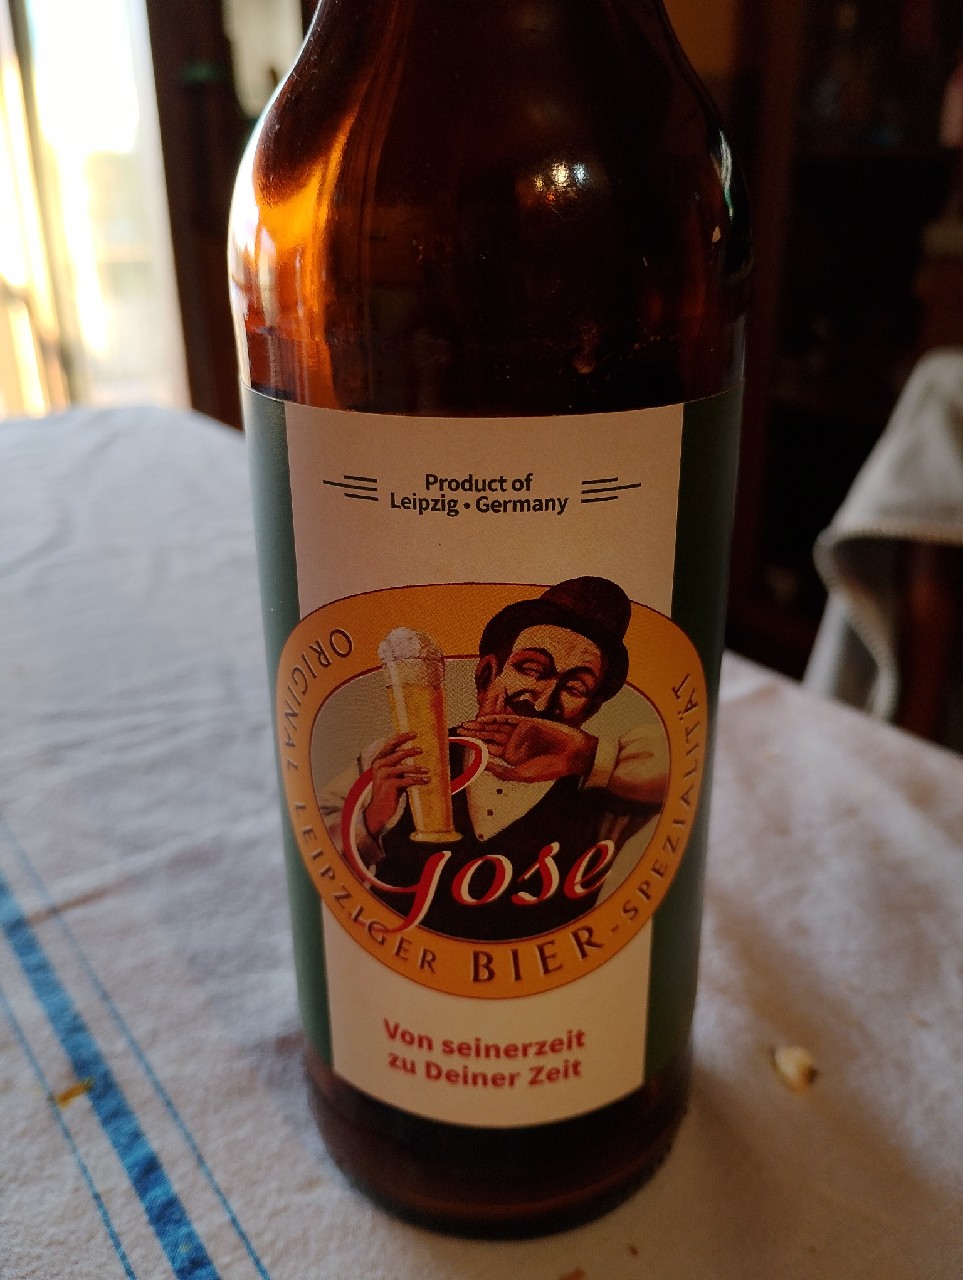 Product of
Leipzig • Germany
ORIGINAL LEIPZIGER BIER-SPEZIALITÄT
Gose
Von seinerzeit
zu Deiner Zeit